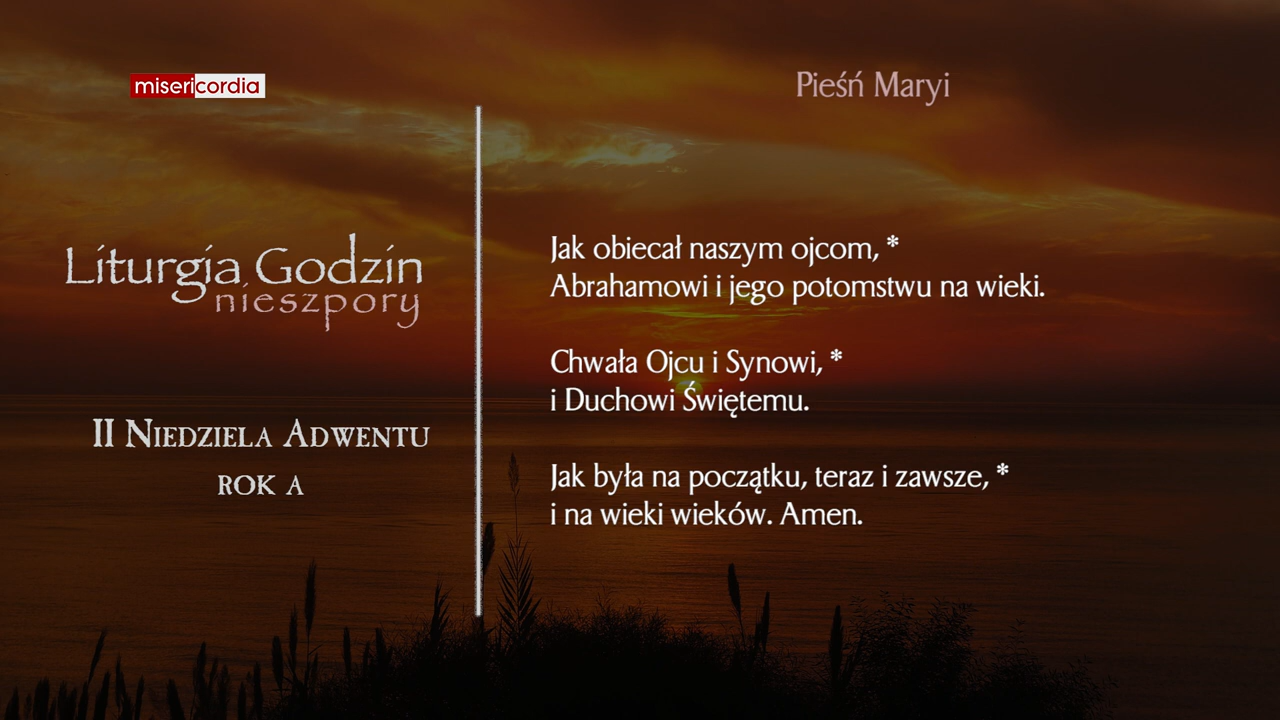 misericordia
Pieśń Maryi
Liturgia Godzin
nieszpory
II Niedziela Adwentu
rok A
Jak obiecał naszym ojcom, *
Abrahamowi i jego potomstwu na wieki.
Chwała Ojcu i Synowi, *
i Duchowi Świętemu.
Jak była na początku, teraz i zawsze, *
i na wieki wieków. Amen.